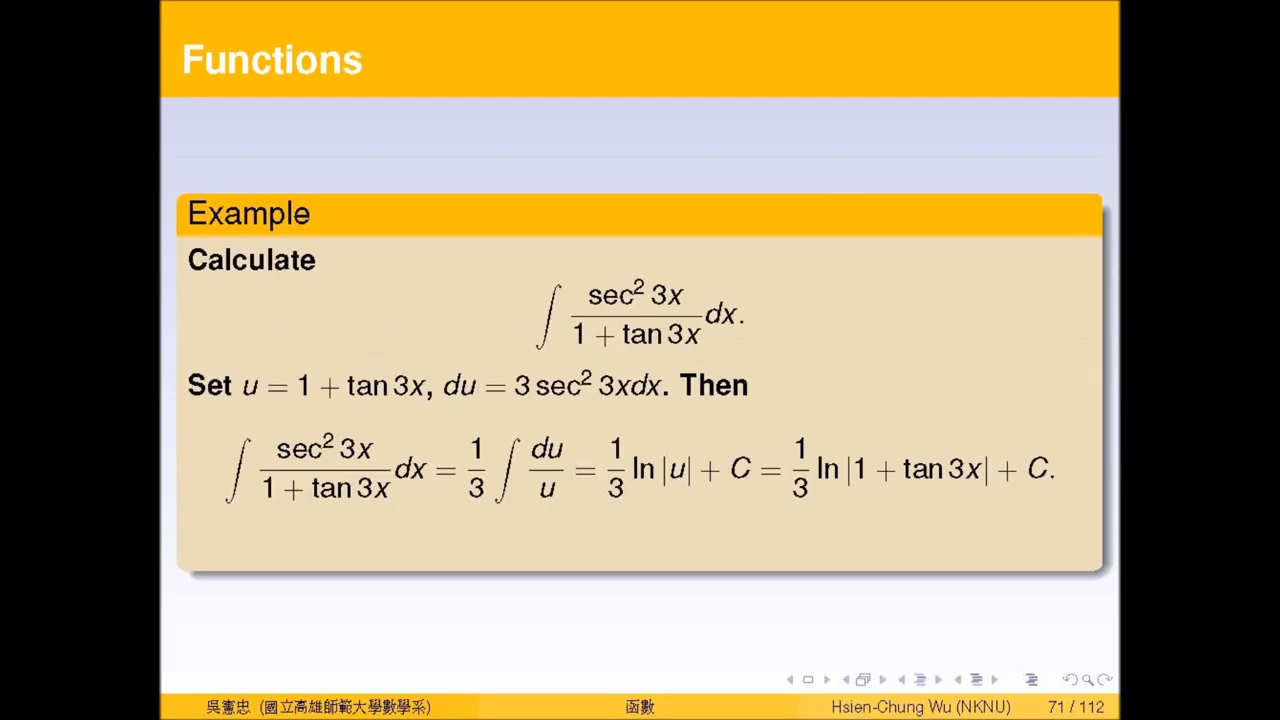 Functions
Example
Calculate
∫ sec² 3x / (1 + tan 3x) dx.
Set u = 1 + tan 3x, du = 3 sec² 3xdx. Then
∫ sec² 3x / (1 + tan 3x) dx = 1/3 ∫ du/u = 1/3 ln |u| + C = 1/3 ln |1 + tan 3x| + C.
吳憲忠 (國立高雄師範大學數學系) 函數 Hsien-Chung Wu (NKNU) 71 / 112